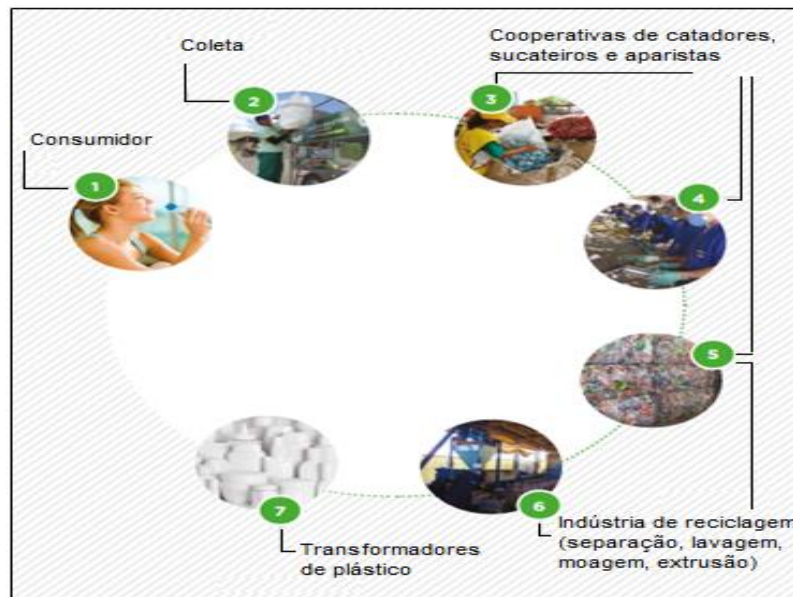 Coleta
Cooperativas de catadores,
sucateiros e aparistas
2
3
Consumidor
1
4
5
7
6
Indústria de reciclagem
(separação, lavagem,
moagem, extrusão)
Transformadores
de plástico